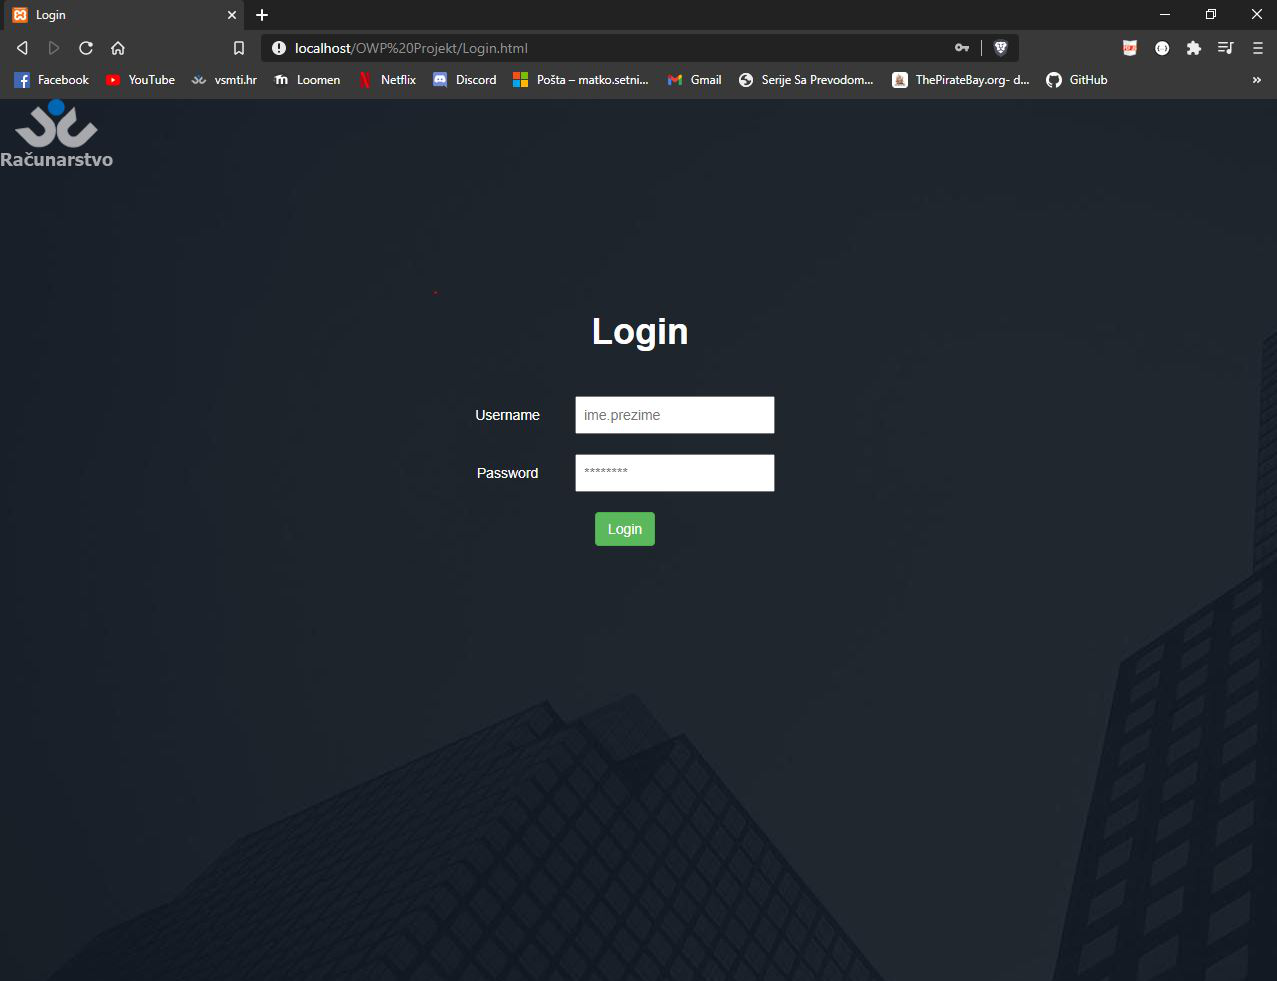 Login
localhost/OWP%20Projekt/Login.html
Facebook YouTube vsmti.hr Loomen Netflix Discord Pošta – matko.setni... Gmail Serije Sa Prevodom... ThePirateBay.org- d... GitHub »
Računarstvo
Login
Username ime.prezime
Password ********
Login